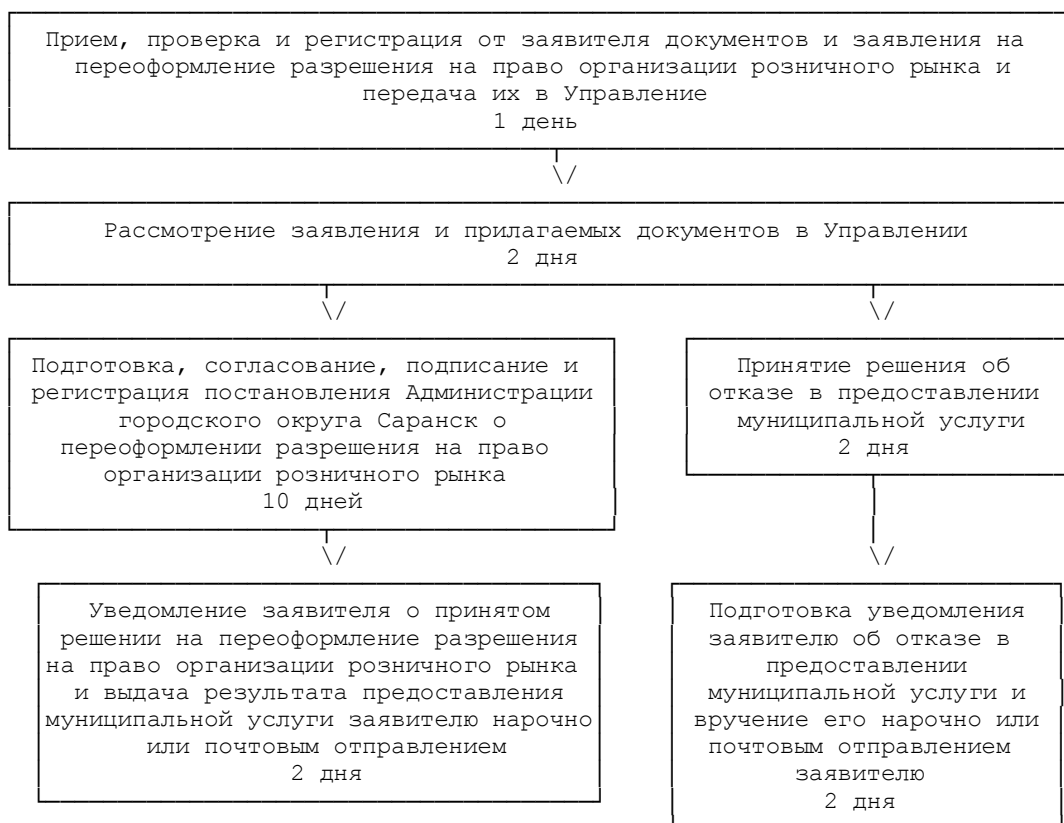 Прием, проверка и регистрация от заявителя документов и заявления на
переоформление разрешения на право организации розничного рынка и
передача их в Управление
1 день
\/
Рассмотрение заявления и прилагаемых документов в Управлении
2 дня
\/
\/
Подготовка, согласование, подписание и
регистрация постановления Администрации
городского округа Саранск о
переоформлении разрешения на право
организации розничного рынка
10 дней
Принятие решения об
отказе в предоставлении
муниципальной услуги
2 дня
\/
\/
Уведомление заявителя о принятом
решении на переоформление разрешения
на право организации розничного рынка
и выдача результата предоставления
муниципальной услуги заявителю нарочно
или почтовым отправлением
2 дня
Подготовка уведомления
заявителю об отказе в
предоставлении
муниципальной услуги и
вручение его нарочно или
почтовым отправлением
заявителю
2 дня